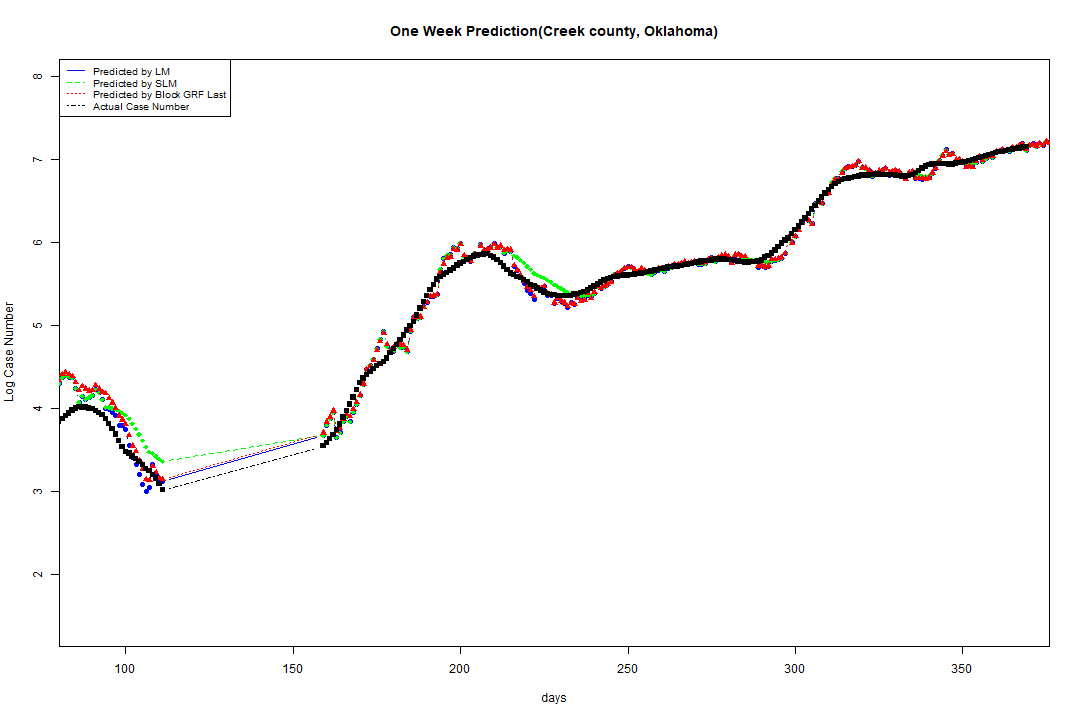 One Week Prediction(Creek county, Oklahoma)
Predicted by LM
Predicted by SLM
Predicted by Block GRF Last
Actual Case Number
8
7
6
5
4
3
2
Log Case Number
100 150 200 250 300 350
days